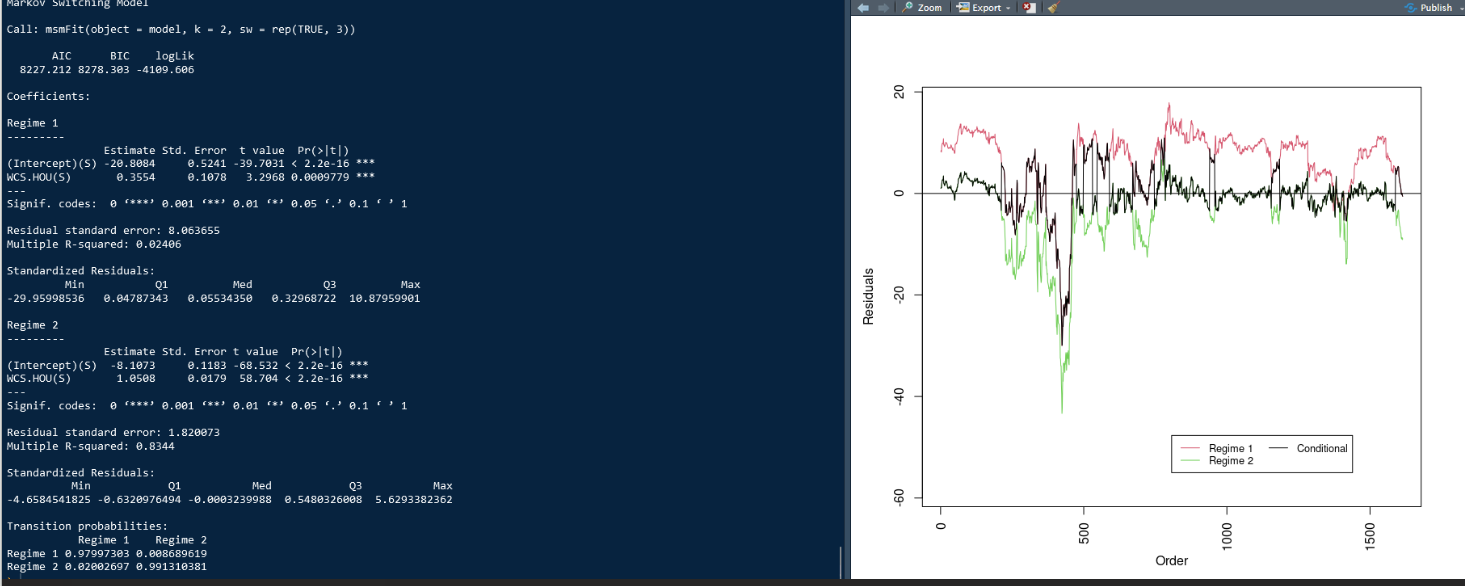 Markov Switching Model
Call: msmFit(object = model, k = 2, sw = rep(TRUE, 3))
AIC BIC logLik
8227.212 8278.303 -4109.606
Coefficients:
Regime 1
---------
Estimate Std. Error t value Pr(>|t|)
(Intercept)(S) -20.8084 0.5241 -39.7031 < 2.2e-16 ***
WCS.HOU(S) 0.3554 0.1078 3.2968 0.0009779 ***
---
Signif. codes: 0 ‘***’ 0.001 ‘**’ 0.01 ‘*’ 0.05 ‘.’ 0.1 ‘ ’ 1
Residual standard error: 8.063655
Multiple R-squared: 0.02406
Standardized Residuals:
Min Q1 Med Q3 Max
-29.95998536 0.04787343 0.05534350 0.32968722 10.87959901
Regime 2
---------
Estimate Std. Error t value Pr(>|t|)
(Intercept)(S) -8.1073 0.1183 -68.532 < 2.2e-16 ***
WCS.HOU(S) 1.0508 0.0179 58.704 < 2.2e-16 ***
---
Signif. codes: 0 ‘***’ 0.001 ‘**’ 0.01 ‘*’ 0.05 ‘.’ 0.1 ‘ ’ 1
Residual standard error: 1.820073
Multiple R-squared: 0.8344
Standardized Residuals:
Min Q1 Med Q3 Max
-4.6584541825 -0.6320976494 -0.0003239988 0.5480326008 5.6293382362
Transition probabilities:
Regime 1 Regime 2
Regime 1 0.97997303 0.008689619
Regime 2 0.02002697 0.991310381
Zoom Export Publish
20
0
-20
-40
-60
Residuals
0 500 1000 1500
Order
Regime 1 Conditional
Regime 2